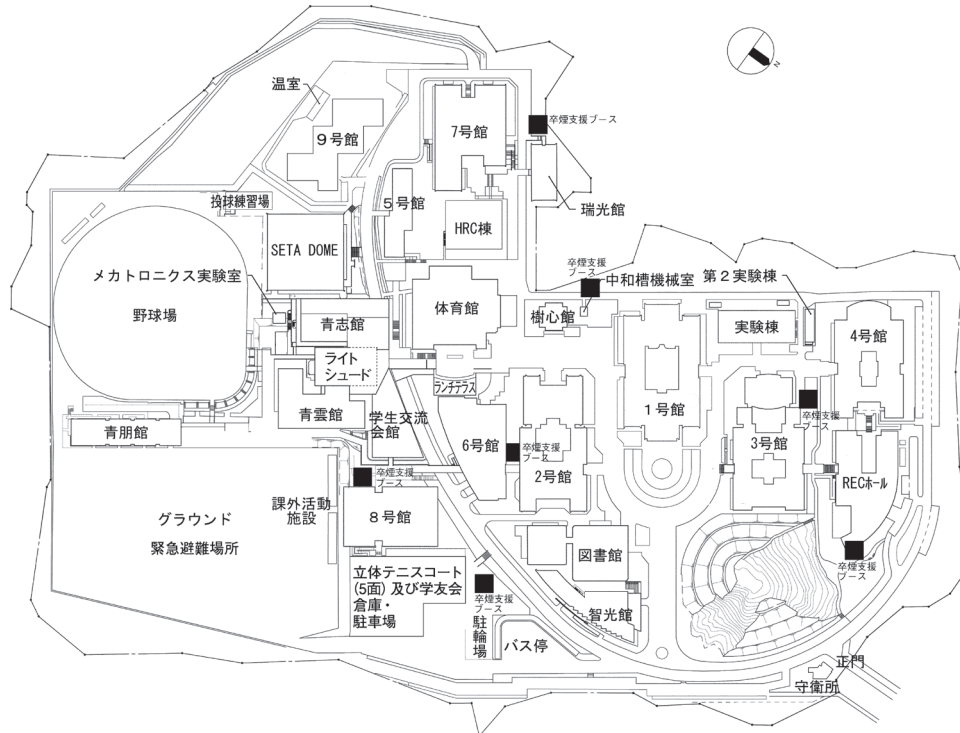 N
温室
9号館
7号館
卒煙支援ブース
瑞光館
5号館
HRC棟
投球練習場
SETA DOME
メカトロニクス実験室
野球場
体育館
卒煙支援
ブース
中和槽機械室
第2実験棟
樹心館
実験棟
4号館
青志館
ライト
シュード
ランチテラス
1号館
青雲館
学生交流
会館
卒煙支援
ブース
青朋館
6号館
卒煙支援
ブース
2号館
3号館
RECホール
卒煙支援
ブース
課外活動
施設
8号館
グラウンド
緊急避難場所
図書館
卒煙支援
ブース
立体テニスコート
(5面)及び学友会
倉庫・
駐車場
卒煙支援
ブース
智光館
駐輪場
バス停
正門
守衛所